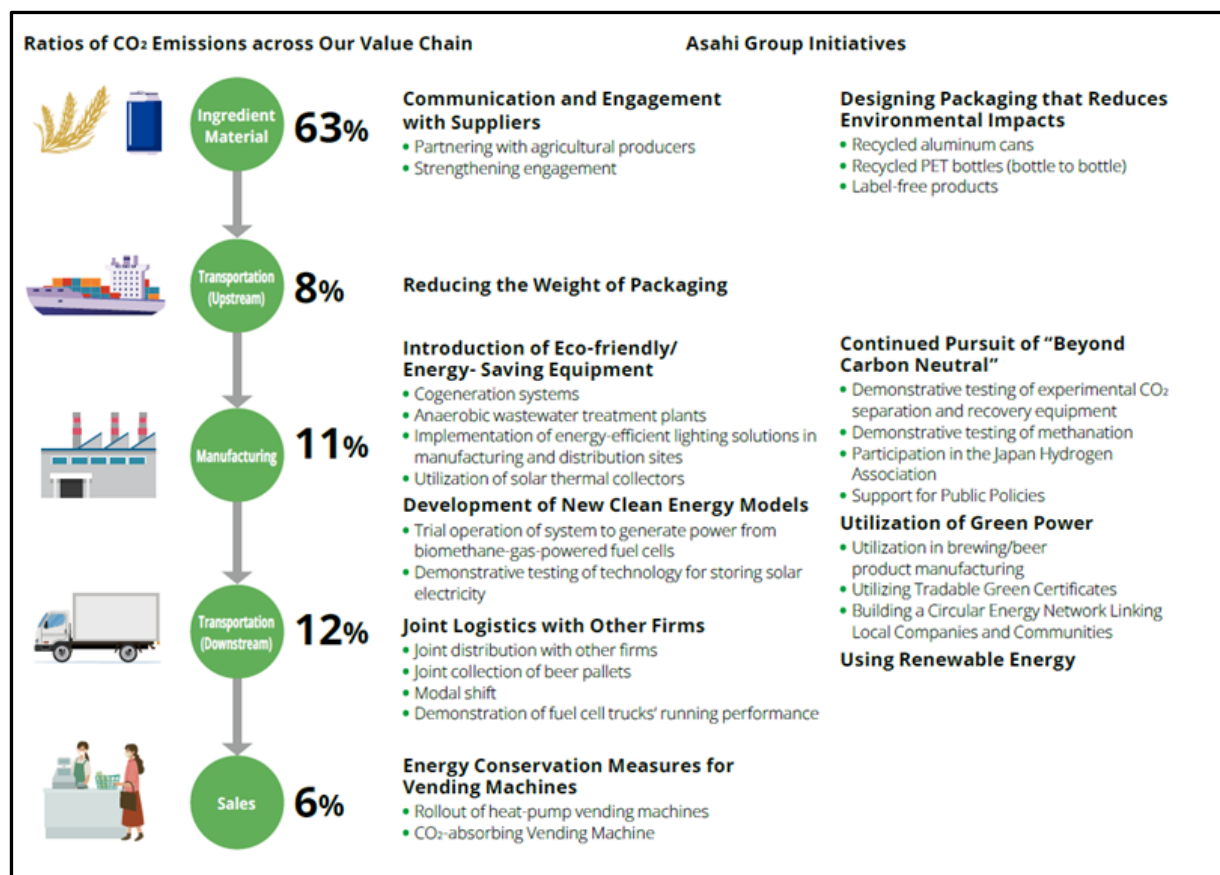 Ratios of CO₂ Emissions across Our Value Chain
Asahi Group Initiatives
Ingredient
Material
63%
Communication and Engagement
with Suppliers
• Partnering with agricultural producers
• Strengthening engagement
Designing Packaging that Reduces
Environmental Impacts
• Recycled aluminum cans
• Recycled PET bottles (bottle to bottle)
• Label-free products
Transportation
(Upstream)
8%
Reducing the Weight of Packaging
Manufacturing
11%
Introduction of Eco-friendly/
Energy- Saving Equipment
• Cogeneration systems
• Anaerobic wastewater treatment plants
• Implementation of energy-efficient lighting solutions in
manufacturing and distribution sites
• Utilization of solar thermal collectors
Development of New Clean Energy Models
• Trial operation of system to generate power from
biomethane-gas-powered fuel cells
• Demonstrative testing of technology for storing solar
electricity
Continued Pursuit of “Beyond
Carbon Neutral”
• Demonstrative testing of experimental CO₂
separation and recovery equipment
• Demonstrative testing of methanation
• Participation in the Japan Hydrogen
Association
• Support for Public Policies
Utilization of Green Power
• Utilization in brewing/beer
product manufacturing
• Utilizing Tradable Green Certificates
• Building a Circular Energy Network Linking
Local Companies and Communities
Using Renewable Energy
Transportation
(Downstream)
12%
Joint Logistics with Other Firms
• Joint distribution with other firms
• Joint collection of beer pallets
• Modal shift
• Demonstration of fuel cell trucks’ running performance
Sales
6%
Energy Conservation Measures for
Vending Machines
• Rollout of heat-pump vending machines
• CO₂-absorbing Vending Machine